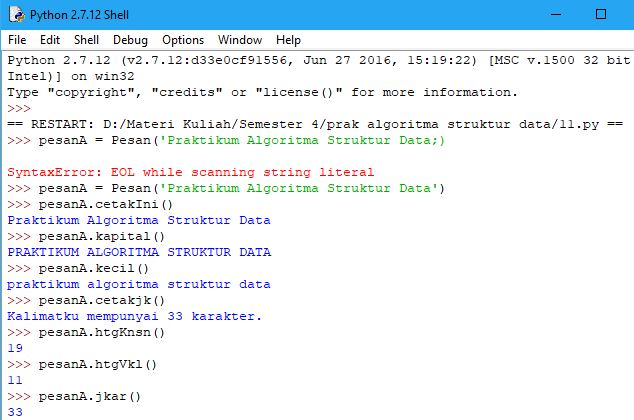 Python 2.7.12 Shell
File Edit Shell Debug Options Window Help
Python 2.7.12 (v2.7.12:d33e0cf91556, Jun 27 2016, 15:19:22) [MSC v.1500 32 bit
Intel)] on win32
Type "copyright", "credits" or "license()" for more information.
>>>
== RESTART: D:/Materi Kuliah/Semester 4/prak algoritma struktur data/11.py ==
>>> pesanA = Pesan('Praktikum Algoritma Struktur Data;)
SyntaxError: EOL while scanning string literal
>>> pesanA = Pesan('Praktikum Algoritma Struktur Data')
>>> pesanA.cetakIni()
Praktikum Algoritma Struktur Data
>>> pesanA.kapital()
PRAKTIKUM ALGORITMA STRUKTUR DATA
>>> pesanA.kecil()
praktikum algoritma struktur data
>>> pesanA.cetakjk()
Kalimatku mempunyai 33 karakter.
>>> pesanA.htgKnsn()
19
>>> pesanA.htgVkl()
11
>>> pesanA.jkar()
33